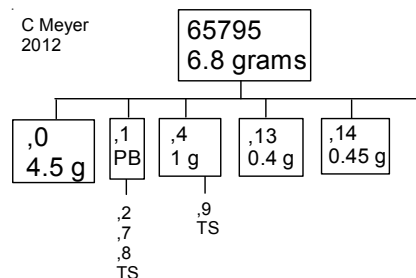 C Meyer
2012
65795
6.8 grams
,0
4.5 g
,1
PB
,4
1 g
,13
0.4 g
,14
0.45 g
,2
,7
,8
TS
,9
TS